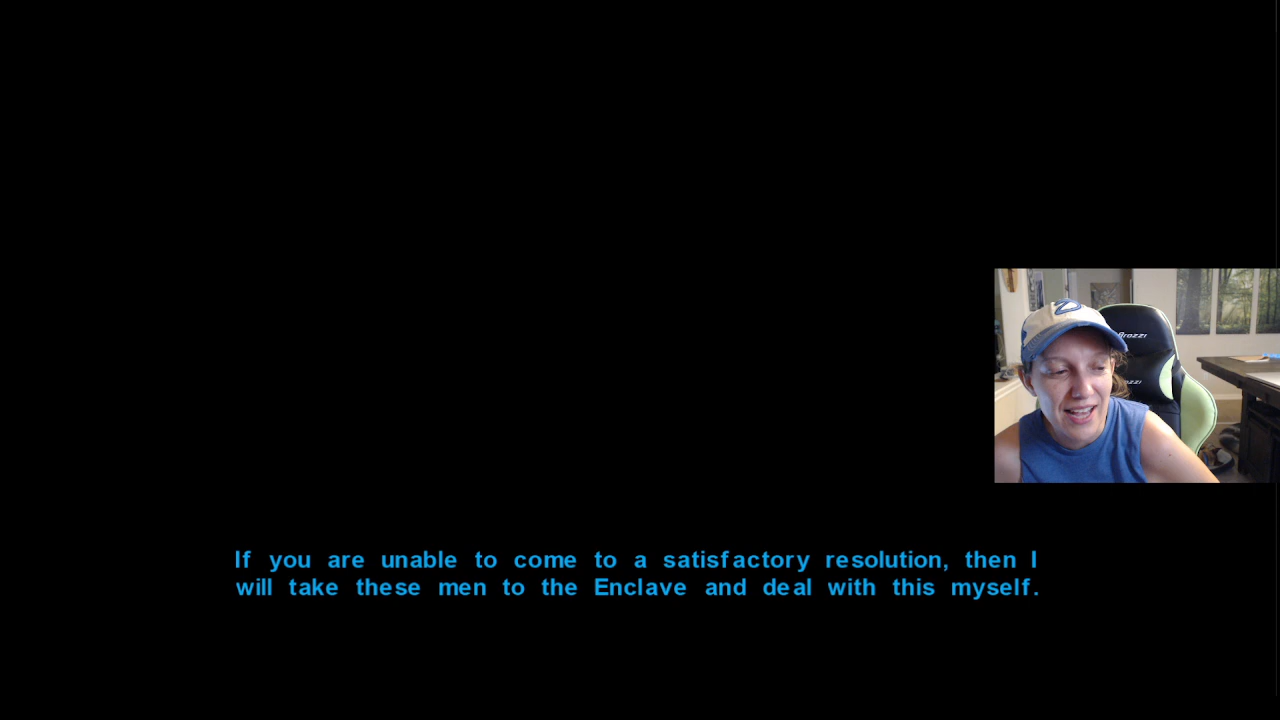 If you are unable to come to a satisfactory resolution, then I
will take these men to the Enclave and deal with this myself.